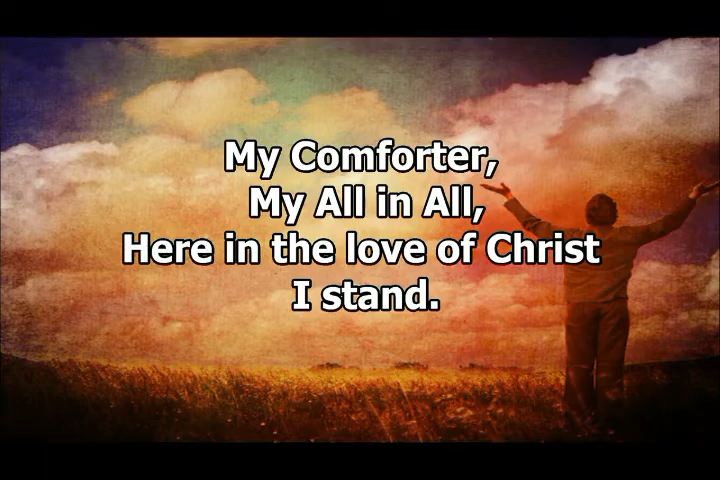 My Comforter,
My All in All,
Here in the love of Christ
I stand.